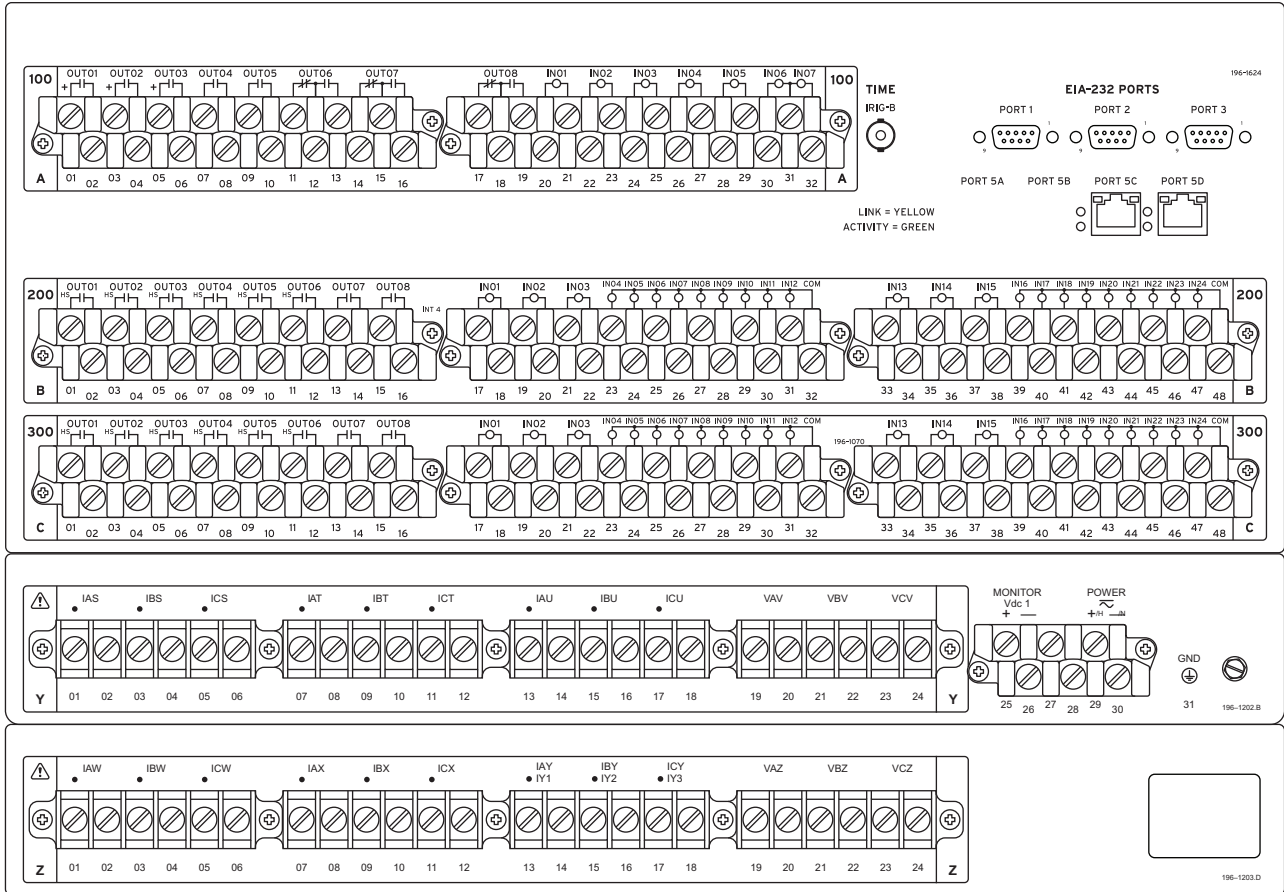 100 OUT01 OUT02 OUT03 OUT04 OUT05 OUT06 OUT07 OUT08 IN01 IN02 IN03 IN04 IN05 IN06 IN07 100
+ + +
A 01 02 03 04 05 06 07 08 09 10 11 12 13 14 15 16 17 18 19 20 21 22 23 24 25 26 27 28 29 30 31 32 A
TIME
IRIG-B
196-1624
EIA-232 PORTS
PORT 1 PORT 2 PORT 3
1 1 1
9 9 9
PORT 5A PORT 5B PORT 5C PORT 5D
LINK = YELLOW
ACTIVITY = GREEN
200 OUT01 OUT02 OUT03 OUT04 OUT05 OUT06 OUT07 OUT08 IN01 IN02 IN03 IN04 IN05 IN06 IN07 IN08 IN09 IN10 IN11 IN12 COM IN13 IN14 IN15 IN16 IN17 IN18 IN19 IN20 IN21 IN22 IN23 IN24 COM 200
HS HS HS HS HS HS
INT 4
B 01 02 03 04 05 06 07 08 09 10 11 12 13 14 15 16 17 18 19 20 21 22 23 24 25 26 27 28 29 30 31 32 33 34 35 36 37 38 39 40 41 42 43 44 45 46 47 48 B
300 OUT01 OUT02 OUT03 OUT04 OUT05 OUT06 OUT07 OUT08 IN01 IN02 IN03 IN04 IN05 IN06 IN07 IN08 IN09 IN10 IN11 IN12 COM IN13 IN14 IN15 IN16 IN17 IN18 IN19 IN20 IN21 IN22 IN23 IN24 COM 300
HS HS HS HS HS HS
196-1070
C 01 02 03 04 05 06 07 08 09 10 11 12 13 14 15 16 17 18 19 20 21 22 23 24 25 26 27 28 29 30 31 32 33 34 35 36 37 38 39 40 41 42 43 44 45 46 47 48 C
IAS IBS ICS IAT IBT ICT IAU IBU ICU VAV VBV VCV
Y 01 02 03 04 05 06 07 08 09 10 11 12 13 14 15 16 17 18 19 20 21 22 23 24 Y
MONITOR
Vdc 1
+ —
POWER
+/H —/N
25 26 27 28 29 30
GND
31
196-1202.B
IAW IBW ICW IAX IBX ICX IAY IBY ICY VAZ VBZ VCZ
IY1 IY2 IY3
Z 01 02 03 04 05 06 07 08 09 10 11 12 13 14 15 16 17 18 19 20 21 22 23 24 Z
196-1203.D